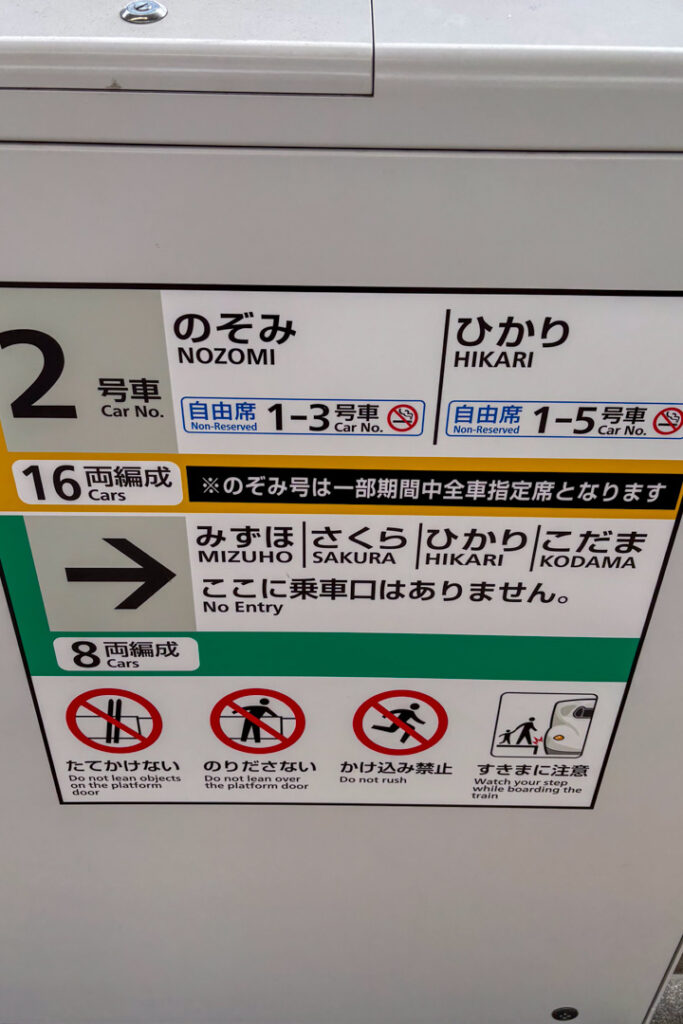 2 号車
Car No.
のぞみ
NOZOMI
自由席 1-3 号車
Non-Reserved Car No.
ひかり
HIKARI
自由席 1-5 号車
Non-Reserved Car No.
16 両編成
Cars
※のぞみ号は一部期間中全車指定席となります
みずほ さくら ひかり こだま
MIZUHO SAKURA HIKARI KODAMA
ここに乗車口はありません。
No Entry
8 両編成
Cars
たてかけない
Do not lean objects
on the platform
door
のりださない
Do not lean over
the platform door
かけ込み禁止
Do not rush
すきまに注意
Watch your step
while boarding the
train